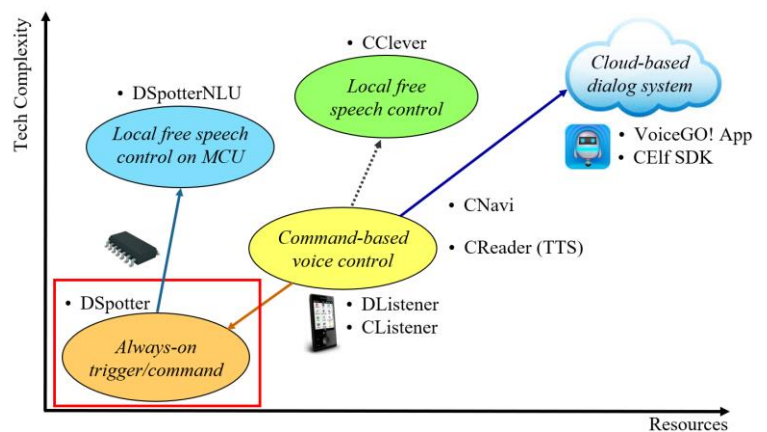 Tech Complexity
• CClever
Local free
speech control
Cloud-based
dialog system
• VoiceGO! App
• CElf SDK
• DSpotterNLU
Local free speech
control on MCU
• CNavi
• CReader (TTS)
Command-based
voice control
• DListener
• CListener
• DSpotter
Always-on
trigger/command
Resources